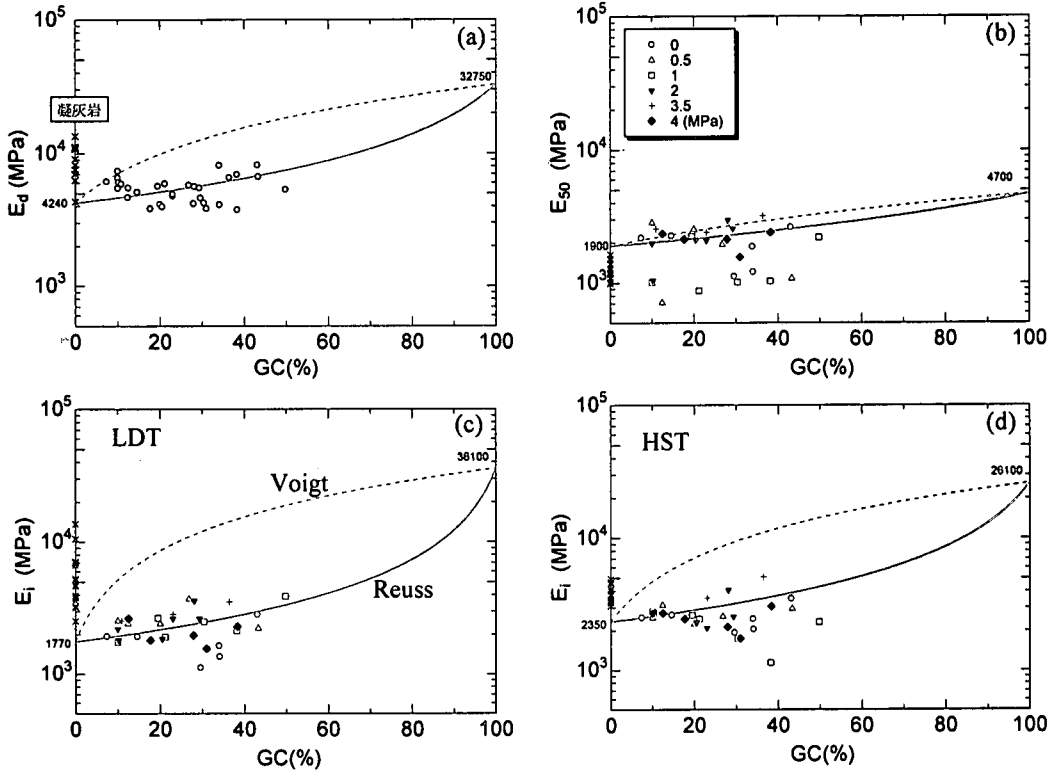 (a)
10⁵
32750
凝灰岩
10⁴
4240
10³
E_d (MPa)
0 20 40 60 80 100
GC(%)
(b)
0
0.5
1
2
3.5
4 (MPa)
10⁵
10⁴
4700
1900
10³
E₅₀ (MPa)
0 20 40 60 80 100
GC(%)
(c)
LDT
10⁵
Voigt
10⁴
Reuss
1770
10³
E_i (MPa)
0 20 40 60 80 100
GC(%)
(d)
HST
10⁵
26100
10⁴
2350
10³
E_i (MPa)
0 20 40 60 80 100
GC(%)